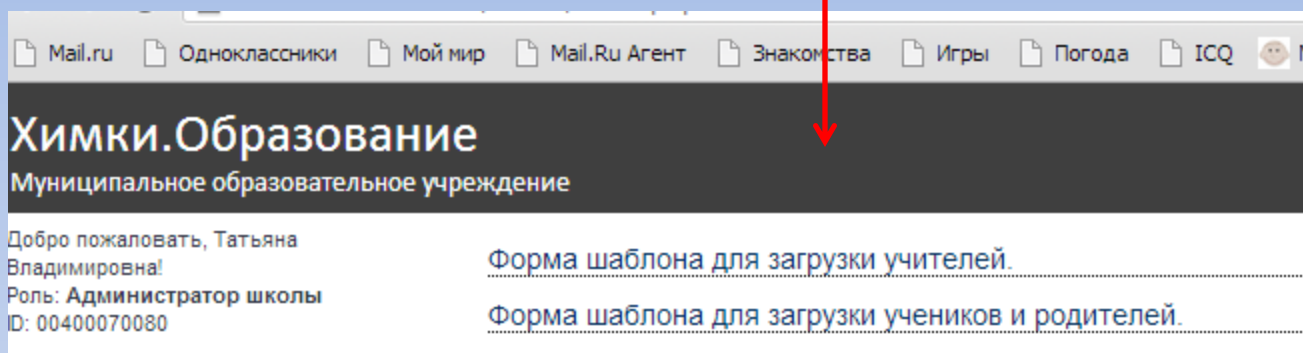 Mail.ru Одноклассники Мой мир Mail.Ru Агент Знакомства Игры Погода ICQ
Химки.Образование
Муниципальное образовательное учреждение
Добро пожаловать, Татьяна
Владимировна!
Роль: Администратор школы
ID: 00400070080
Форма шаблона для загрузки учителей.
Форма шаблона для загрузки учеников и родителей.